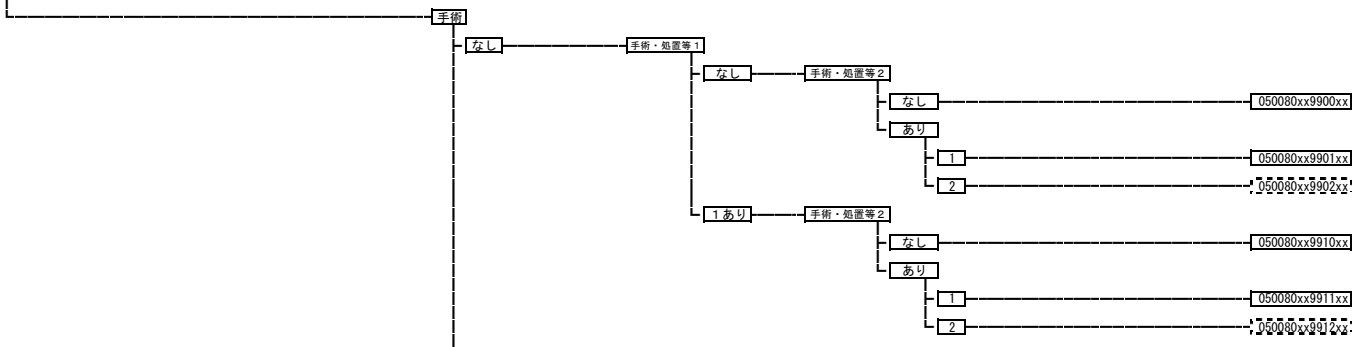 手術
なし 手術・処置等1
なし 手術・処置等2
なし 050080xx9900xx
あり
1 050080xx9901xx
2 050080xx9902xx
1あり 手術・処置等2
なし 050080xx9910xx
あり
1 050080xx9911xx
2 050080xx9912xx